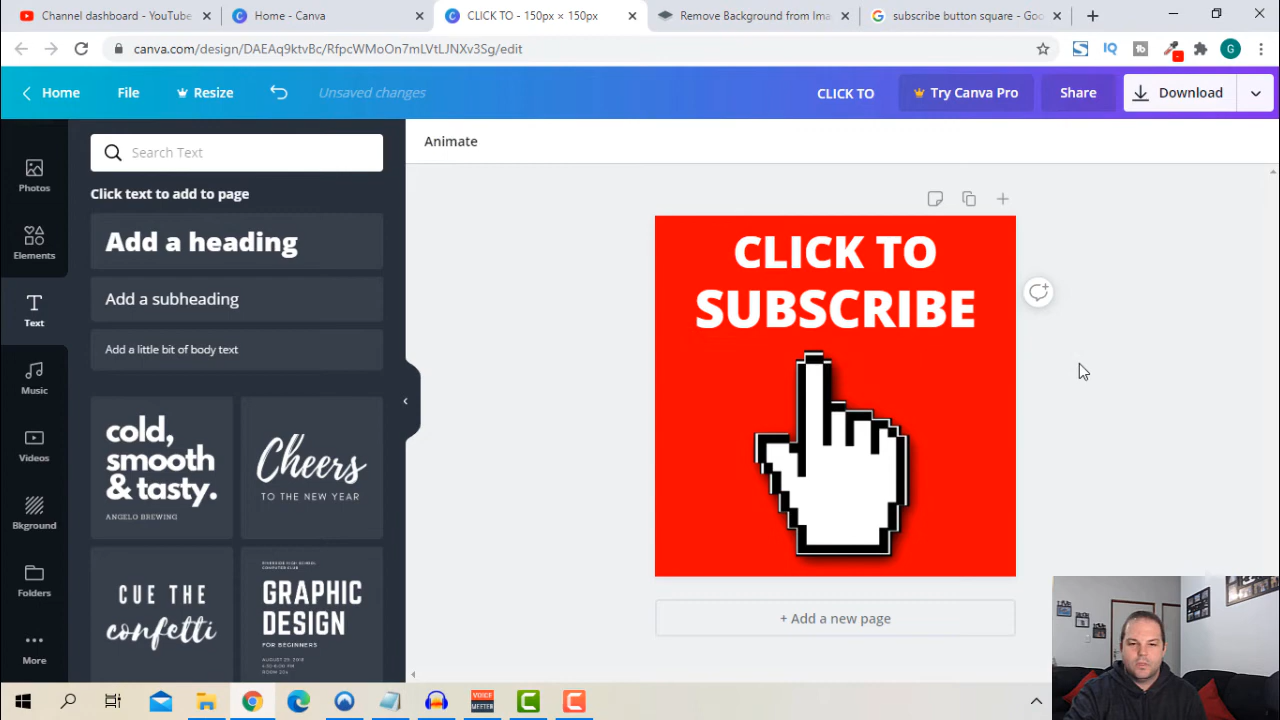 Channel dashboard - YouTube
Home - Canva
CLICK TO - 150px × 150px
Remove Background from Ima
subscribe button square - Goo
canva.com/design/DAEAq9ktvBc/RfpcWMoOn7mLVtLJNXv3Sg/edit
IQ
G
Home
File
Resize
Unsaved changes
CLICK TO
Try Canva Pro
Share
Download
Photos
Elements
Text
Music
Videos
Bkground
Folders
More
Search Text
Click text to add to page
Add a heading
Add a subheading
Add a little bit of body text
cold,
smooth
& tasty.
ANGELO BREWING
Cheers
TO THE NEW YEAR
CUE THE
confetti
GRAPHIC
DESIGN
FOR BEGINNERS
Animate
CLICK TO
SUBSCRIBE
+ Add a new page
VOICE
MEETER